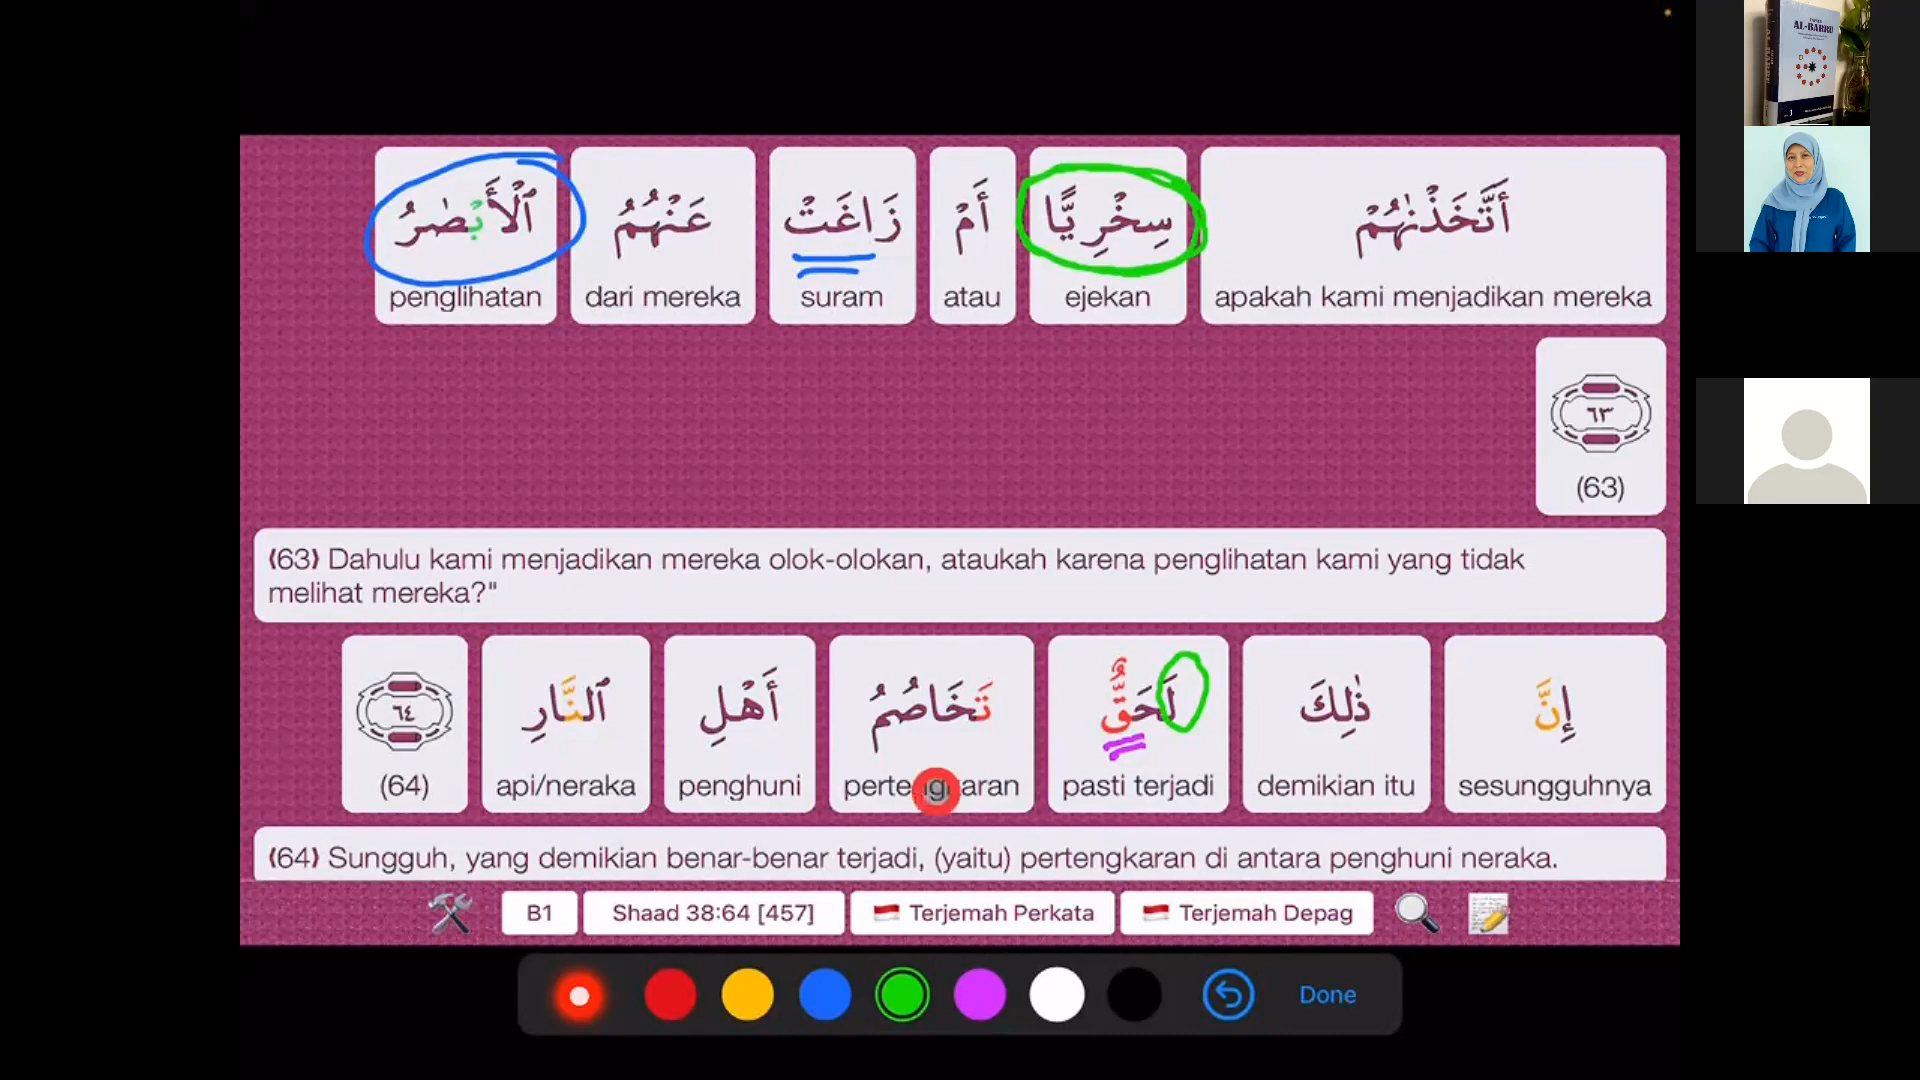 AL-BARRU
أَتَّخَذْنَٰهُمْ سِخْرِيًّا أَمْ زَاغَتْ عَنْهُمُ ٱلْأَبْصَٰرُ
apakah kami menjadikan mereka ejekan atau suram dari mereka penglihatan
٦٣
(63)
(63) Dahulu kami menjadikan mereka olok-olokan, ataukah karena penglihatan kami yang tidak
melihat mereka?"
إِنَّ ذَٰلِكَ لَحَقٌّ تَخَاصُمُ أَهْلِ ٱلنَّارِ ٦٤
sesungguhnya demikian itu pasti terjadi pertengkaran penghuni api/neraka (64)
(64) Sungguh, yang demikian benar-benar terjadi, (yaitu) pertengkaran di antara penghuni neraka.
B1 Shaad 38:64 [457] Terjemah Perkata Terjemah Depag
Done